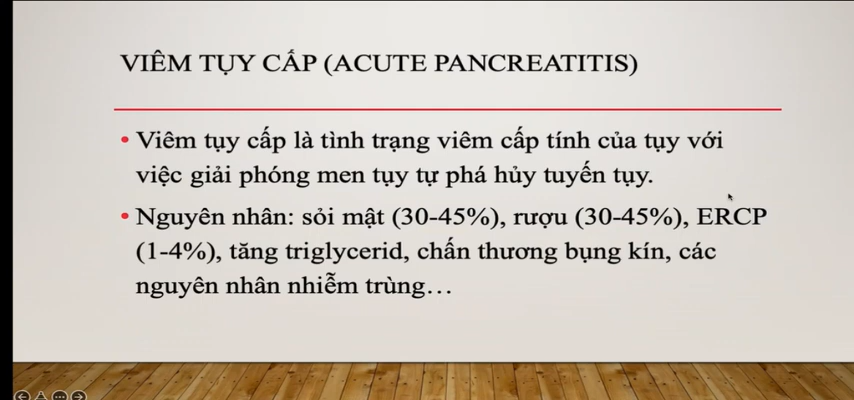 VIÊM TỤY CẤP (ACUTE PANCREATITIS)
• Viêm tụy cấp là tình trạng viêm cấp tính của tụy với
việc giải phóng men tụy tự phá hủy tuyến tụy.
• Nguyên nhân: sỏi mật (30-45%), rượu (30-45%), ERCP
(1-4%), tăng triglycerid, chấn thương bụng kín, các
nguyên nhân nhiễm trùng…